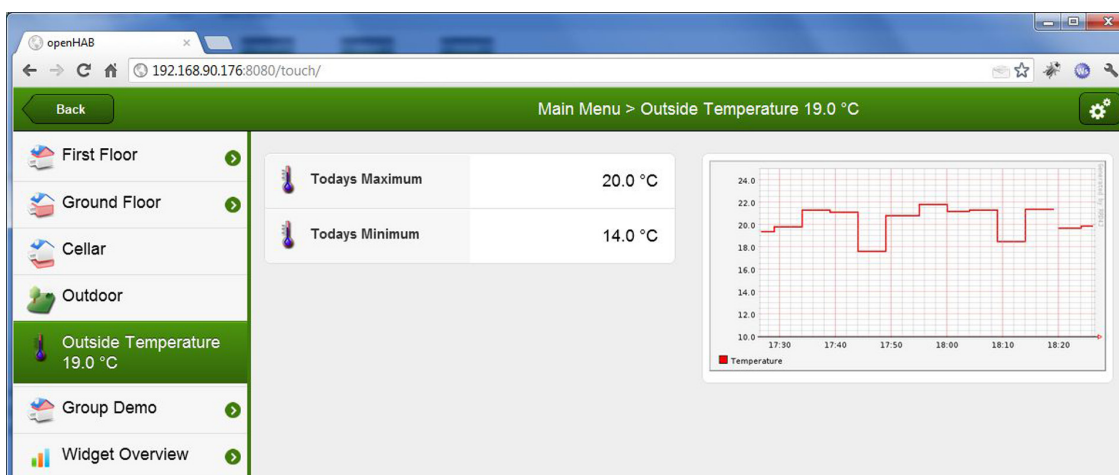 openHAB
192.168.90.176:8080/touch/
Back
Main Menu > Outside Temperature 19.0 °C
First Floor
Ground Floor
Cellar
Outdoor
Outside Temperature
19.0 °C
Group Demo
Widget Overview
Todays Maximum
20.0 °C
Todays Minimum
14.0 °C
24.0
22.0
20.0
18.0
16.0
14.0
12.0
10.0
17:30 17:40 17:50 18:00 18:10 18:20
Temperature